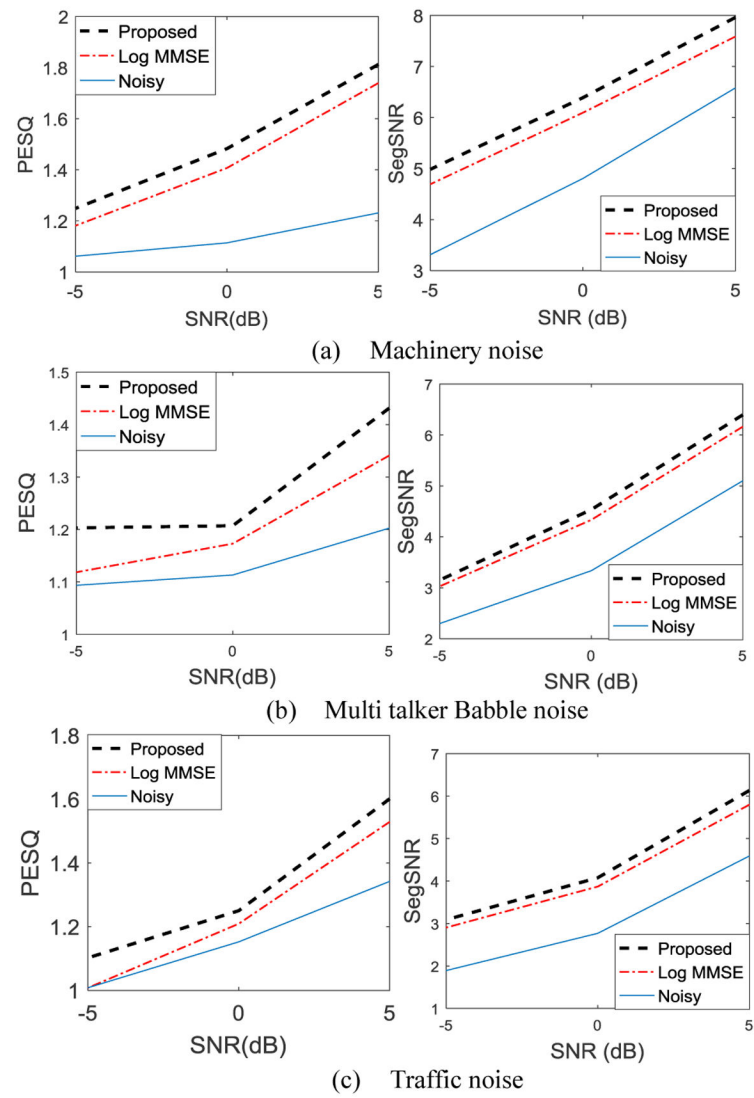 2
1.8
1.6
1.4
1.2
1
PESQ
Proposed
Log MMSE
Noisy
-5 0 5
SNR(dB)
8
7
6
5
4
3
SegSNR
Proposed
Log MMSE
Noisy
-5 0 5
SNR (dB)
(a) Machinery noise
1.5
1.4
1.3
1.2
1.1
1
PESQ
Proposed
Log MMSE
Noisy
-5 0 5
SNR(dB)
7
6
5
4
3
2
SegSNR
Proposed
Log MMSE
Noisy
-5 0 5
SNR (dB)
(b) Multi talker Babble noise
1.8
1.6
1.4
1.2
1
PESQ
Proposed
Log MMSE
Noisy
-5 0 5
SNR(dB)
7
6
5
4
3
2
1
SegSNR
Proposed
Log MMSE
Noisy
-5 0 5
SNR (dB)
(c) Traffic noise